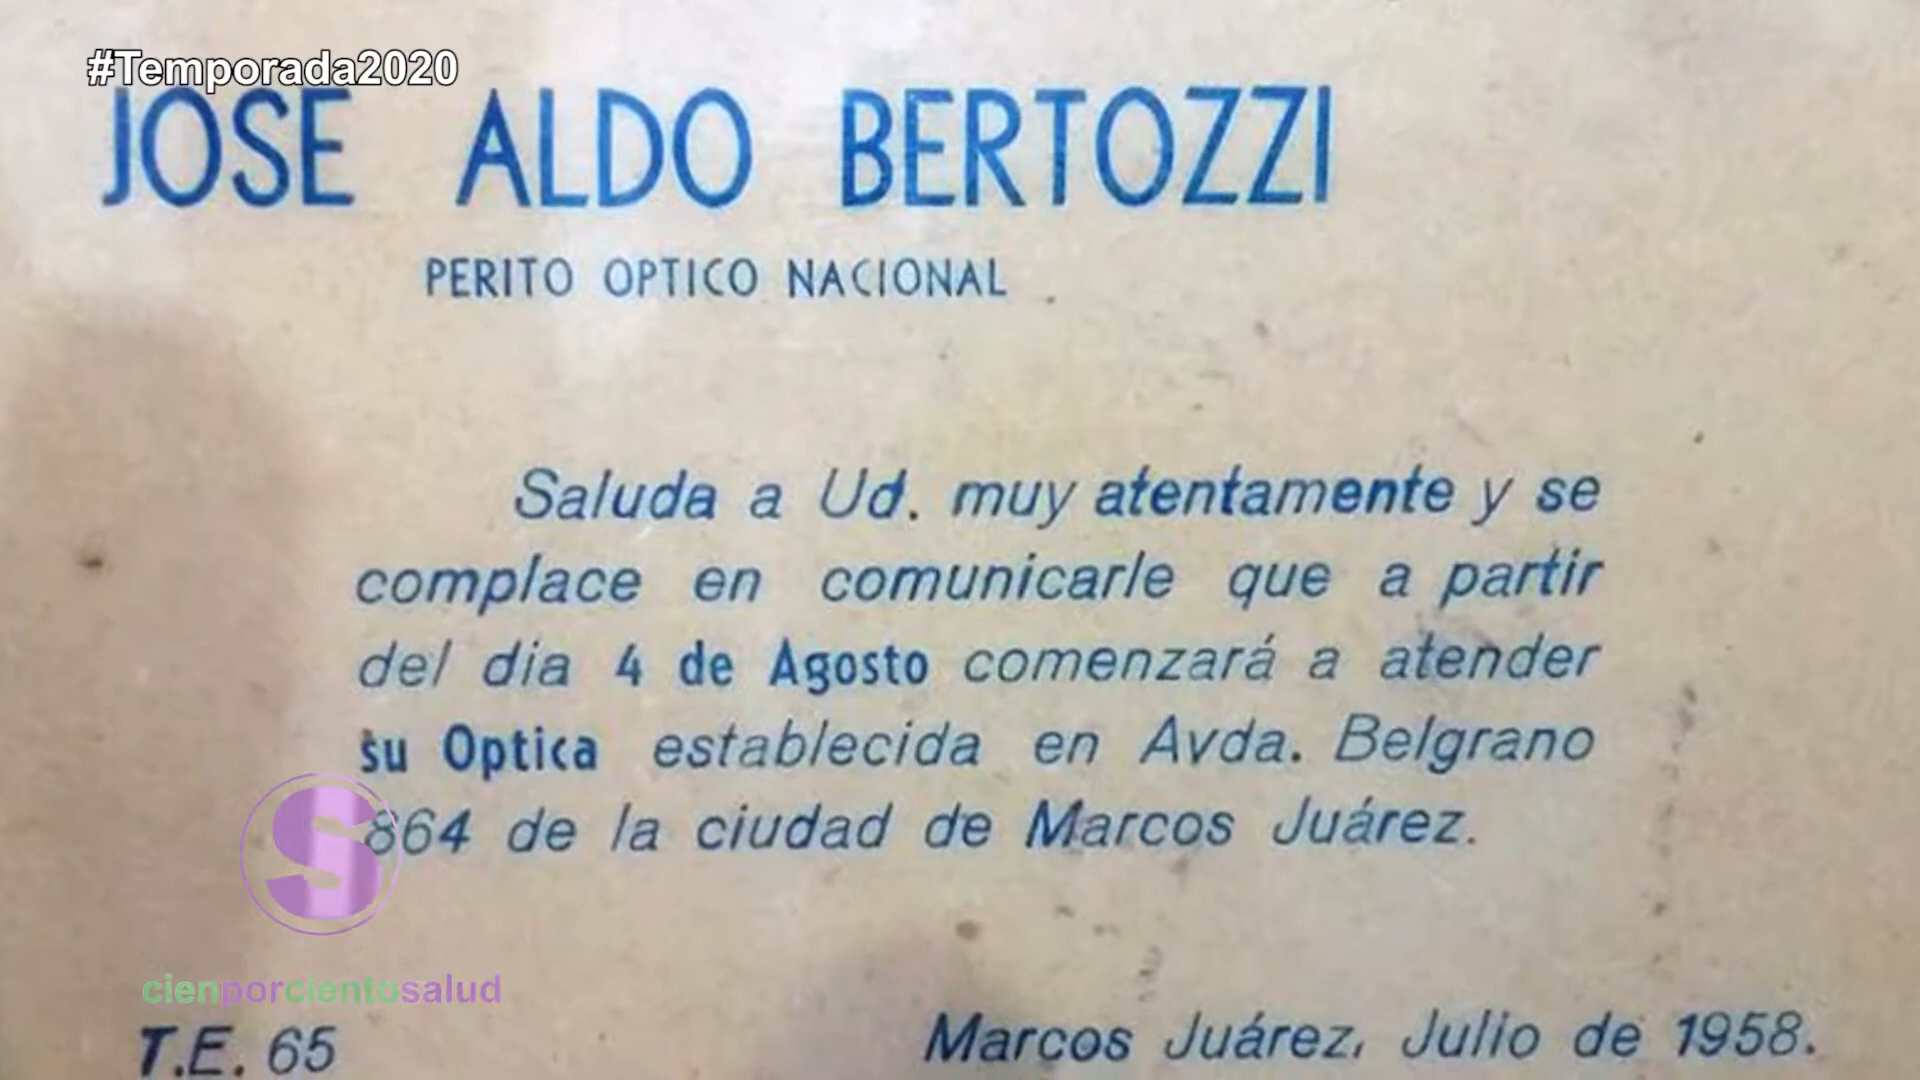 #Temporada2020
JOSE ALDO BERTOZZI
PERITO OPTICO NACIONAL
Saluda a Ud. muy atentamente y se
complace en comunicarle que a partir
del dia 4 de Agosto comenzará a atender
su Optica establecida en Avda. Belgrano
864 de la ciudad de Marcos Juárez.
S
cienporcientosalud
T.E. 65
Marcos Juárez, Julio de 1958.